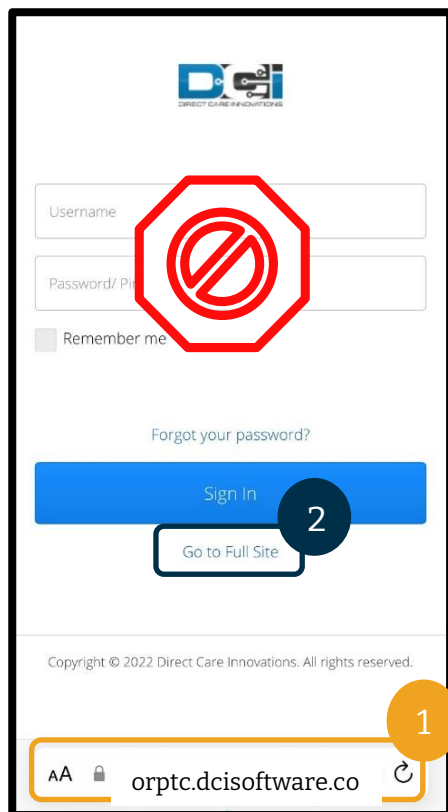 DCi
DIRECT CARE INNOVATIONS
Username
Password/ Pi
Remember me
Forgot your password?
Sign In
2
Go to Full Site
Copyright © 2022 Direct Care Innovations. All rights reserved.
1
AA
orptc.dcisoftware.co